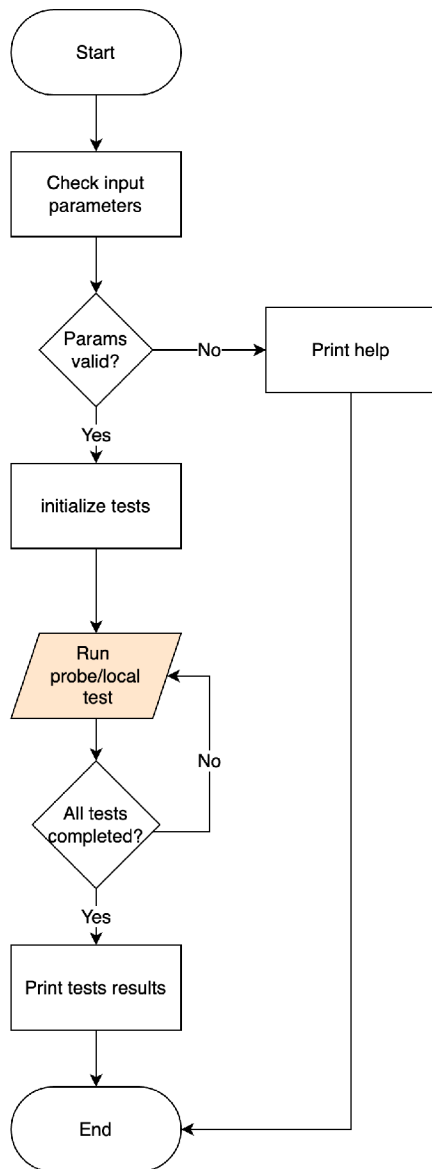 Start
Check input
parameters
Params
valid?
No
Print help
Yes
initialize tests
Run
probe/local
test
No
All tests
completed?
Yes
Print tests results
End